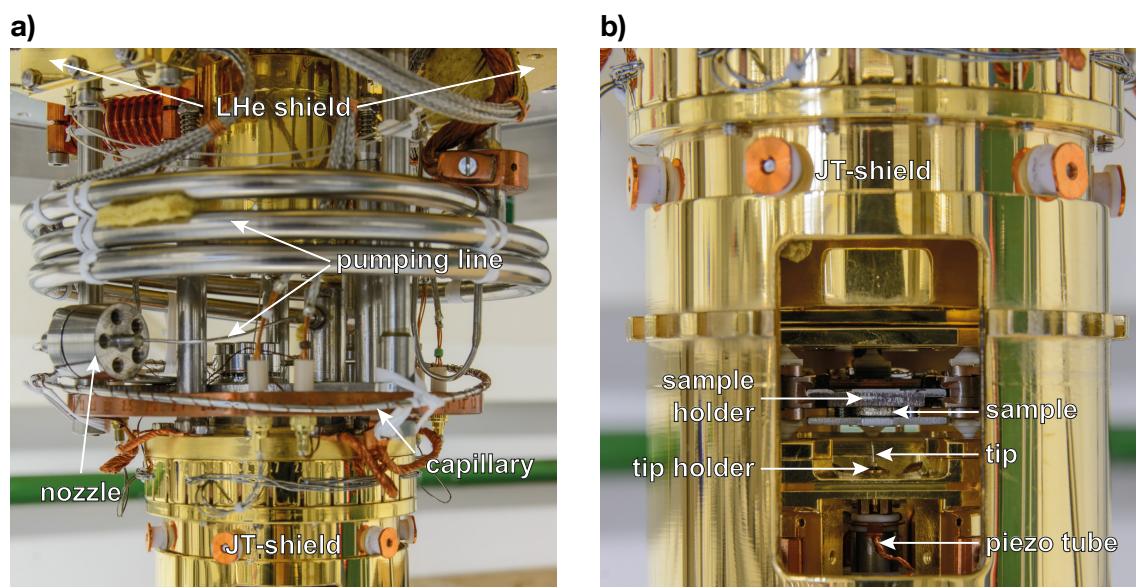 a)
LHe shield
pumping line
nozzle
capillary
JT-shield
b)
JT-shield
sample
holder
sample
tip
tip holder
piezo tube